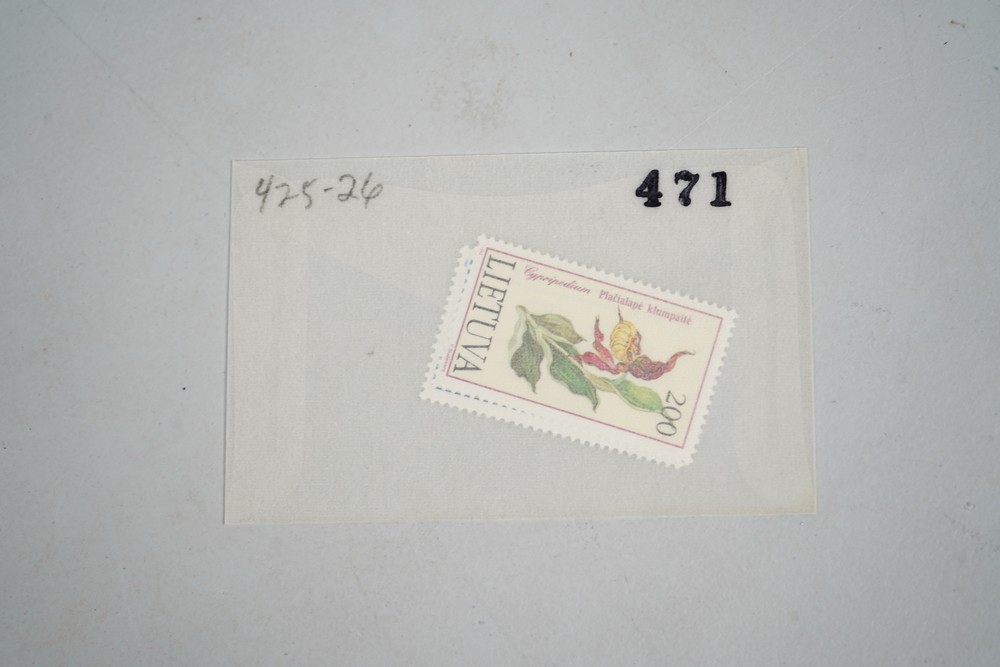 425-26
471
LIETUVA
Cypripedium
Plačialapė klumpaitė
200